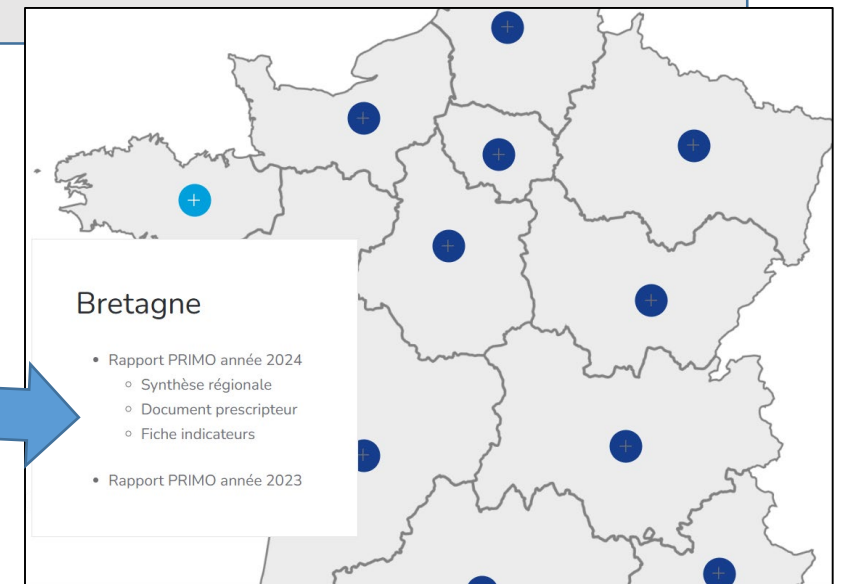 Bretagne
Rapport PRIMO année 2024
Synthèse régionale
Document prescripteur
Fiche indicateurs
Rapport PRIMO année 2023